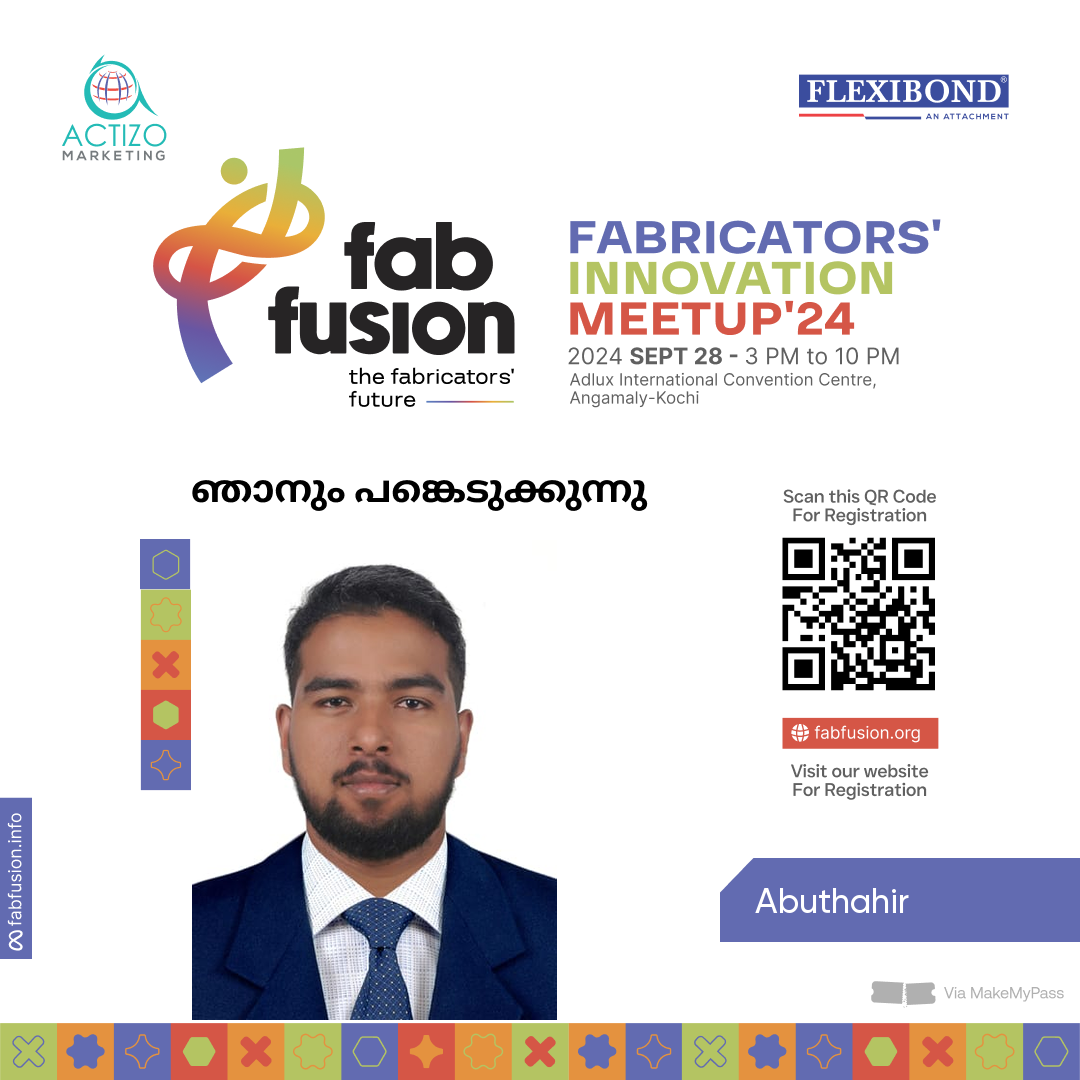 ACTIZO
MARKETING
FLEXIBOND®
AN ATTACHMENT
fab
fusion
the fabricators'
future
FABRICATORS'
INNOVATION
MEETUP'24
2024 SEPT 28 - 3 PM to 10 PM
Adlux International Convention Centre,
Angamaly-Kochi
ഞാനും പങ്കെടുക്കുന്നു
Scan this QR Code
For Registration
fabfusion.org
Visit our website
For Registration
fabfusion.info
Abuthahir
Via MakeMyPass